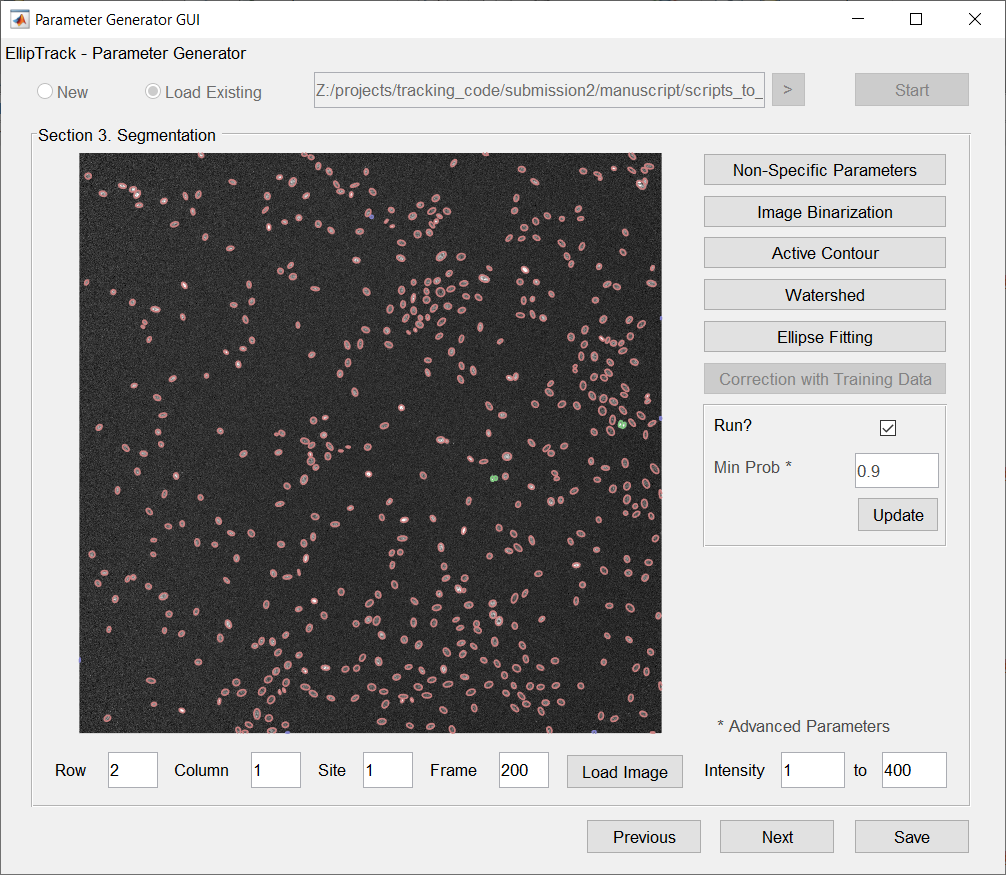 Parameter Generator GUI
EllipTrack - Parameter Generator
New Load Existing Z:/projects/tracking_code/submission2/manuscript/scripts_to_ > Start
Section 3. Segmentation
Non-Specific Parameters
Image Binarization
Active Contour
Watershed
Ellipse Fitting
Correction with Training Data
Run?
Min Prob * 0.9
Update
* Advanced Parameters
Row 2 Column 1 Site 1 Frame 200 Load Image Intensity 1 to 400
Previous Next Save